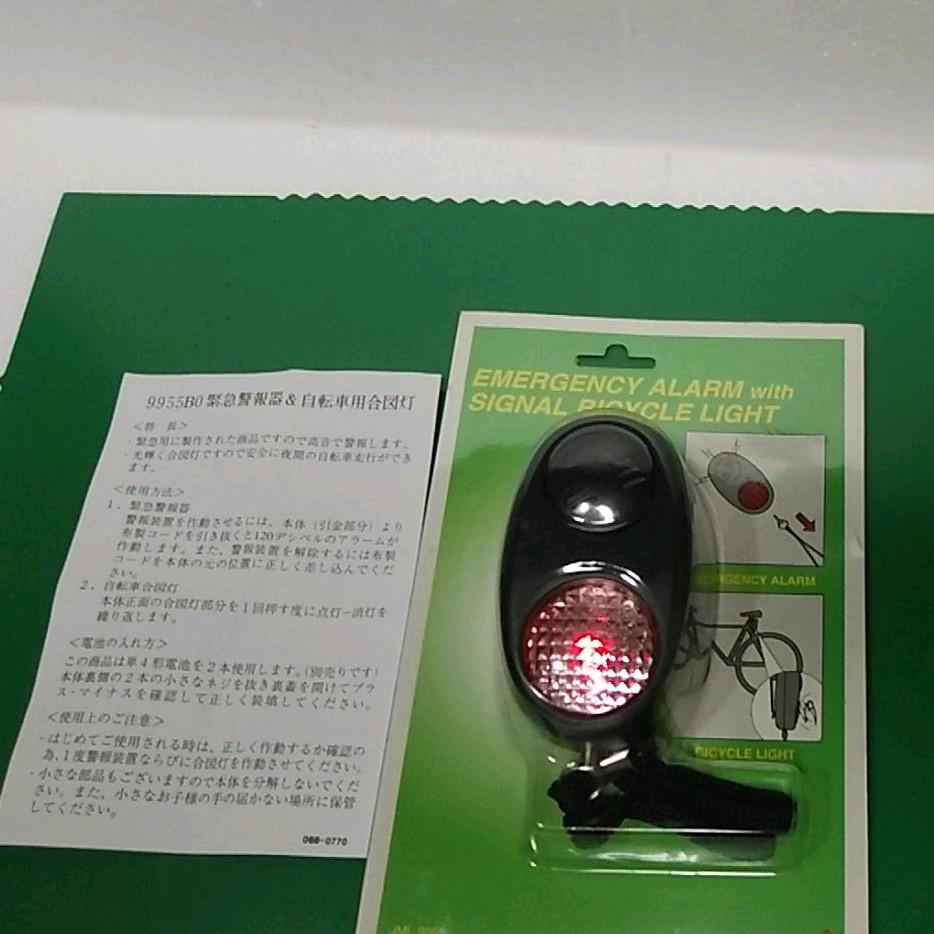 9955B0 緊急警報器&自転車用合図灯
<特 長>
・緊急用に製作された商品ですので高音で警報します。
・光輝く合図灯ですので安全に夜間の自転車走行ができ
ます。
<使用方法>
1、緊急警報器
警報装置を作動させるには、本体(引金部分)より
布製コードを引き抜くと120デシベルのアラームが
作動します。また、警報装置を解除するには布製
コードを本体の元の位置に正しく差し込んでくだ
さい。
2、自転車合図灯
本体正面の合図灯部分を1回押す度に点灯−消灯を
繰り返します。
<電池の入れ方>
この商品は単4形電池を2本使用します。(別売りです)
本体裏側の2本の小さなネジを抜き裏蓋を開けてプラ
ス・マイナスを確認して正しく装填してください。
<使用上のご注意>
・はじめてご使用される時は、正しく作動するか確認の
為、1度警報装置ならびに合図灯を作動させてください。
・小さな部品もございますので本体を分解しないでくだ
さい。また、小さなお子様の手の届かない場所に保管
してください。
088-0770
EMERGENCY ALARM with
SIGNAL BICYCLE LIGHT
EMERGENCY ALARM
BICYCLE LIGHT